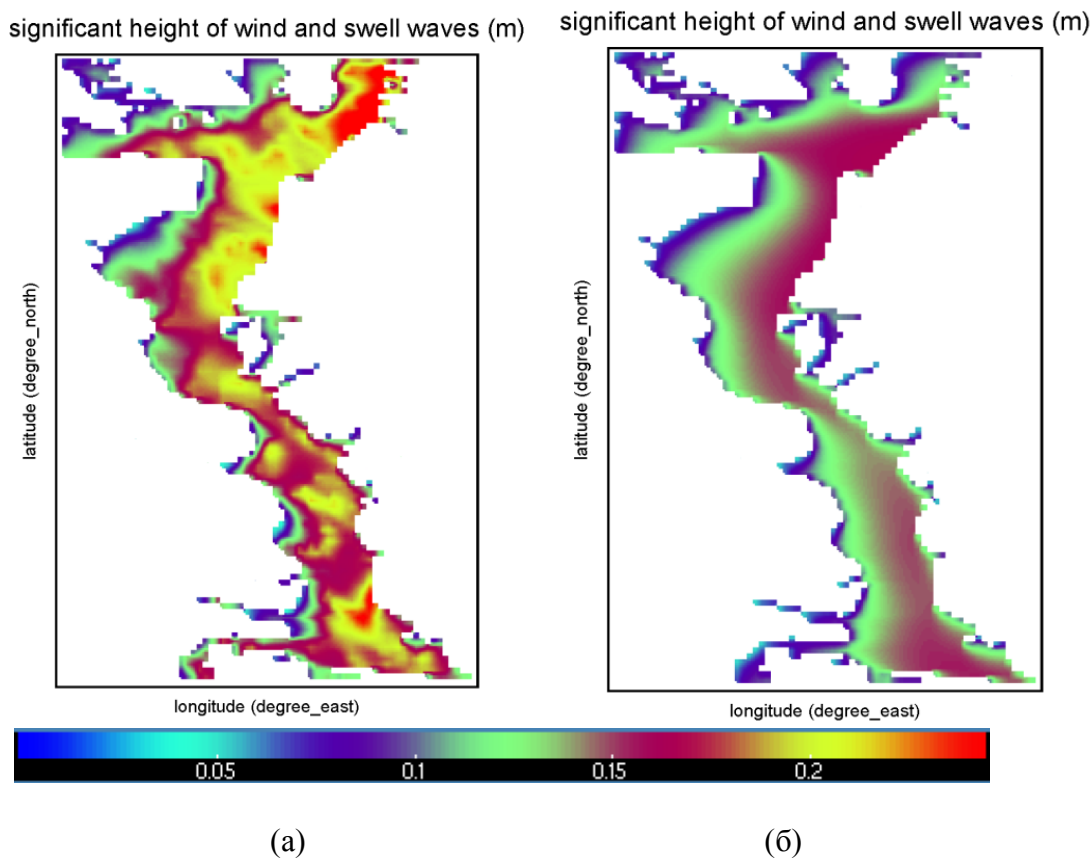 significant height of wind and swell waves (m)
significant height of wind and swell waves (m)
latitude (degree_north)
latitude (degree_north)
longitude (degree_east)
longitude (degree_east)
0.05 0.1 0.15 0.2
(а) (б)